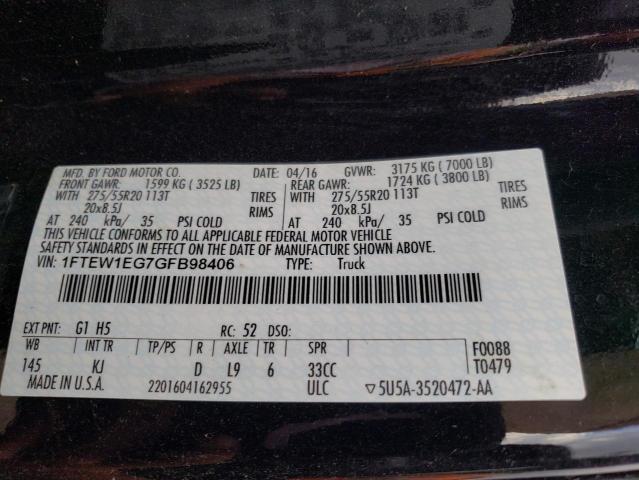 MFD. BY FORD MOTOR CO. DATE: 04/16 GVWR: 3175 KG ( 7000 LB)
FRONT GAWR: 1599 KG ( 3525 LB) REAR GAWR: 1724 KG ( 3800 LB)
WITH 275/55R20 113T TIRES WITH 275/55R20 113T TIRES
20x8.5J RIMS 20x8.5J RIMS
AT 240 kPa/ 35 PSI COLD AT 240 kPa/ 35 PSI COLD
THIS VEHICLE CONFORMS TO ALL APPLICABLE FEDERAL MOTOR VEHICLE
SAFETY STANDARDS IN EFFECT ON THE DATE OF MANUFACTURE SHOWN ABOVE.
VIN: 1FTEW1EG7GFB98406 TYPE: Truck
EXT PNT: G1 H5 RC: 52 DSO:
WB INT TR TP/PS R AXLE TR SPR F0088
145 KJ D L9 6 33CC T0479
MADE IN U.S.A. 2201604162955 ULC ▽5U5A-3520472-AA